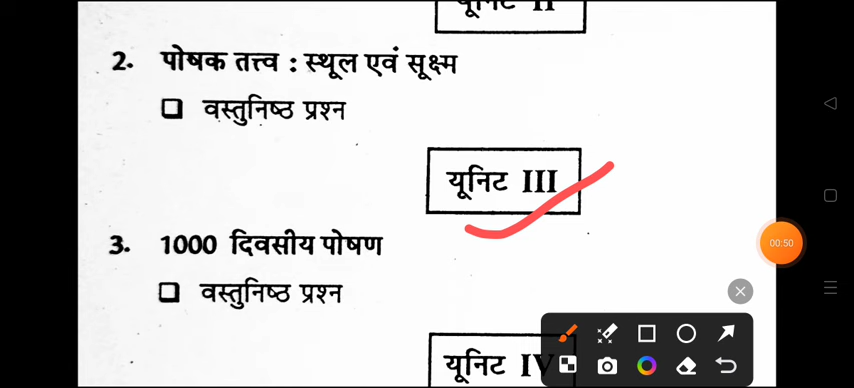 यूनिट II
2. पोषक तत्त्व : स्थूल एवं सूक्ष्म
वस्तुनिष्ठ प्रश्न
यूनिट III
3. 1000 दिवसीय पोषण
00:50
वस्तुनिष्ठ प्रश्न
यूनिट IV